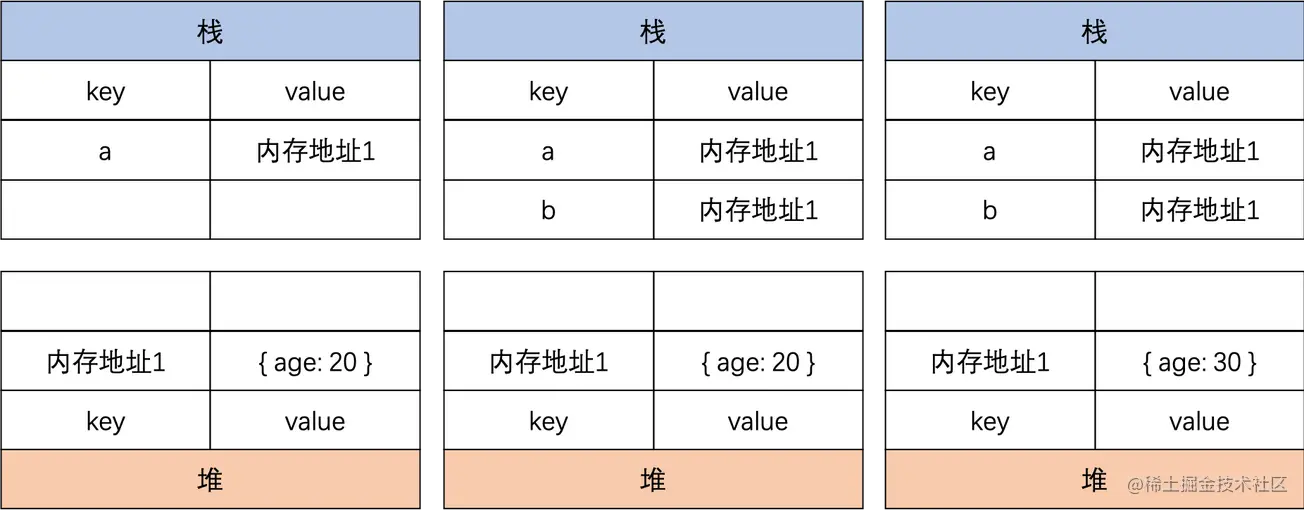 栈 栈 栈
key value key value key value
a 内存地址1 a 内存地址1 a 内存地址1
b 内存地址1 b 内存地址1
内存地址1 { age: 20 } 内存地址1 { age: 20 } 内存地址1 { age: 30 }
key value key value key value
堆 堆 堆
@稀土掘金技术社区